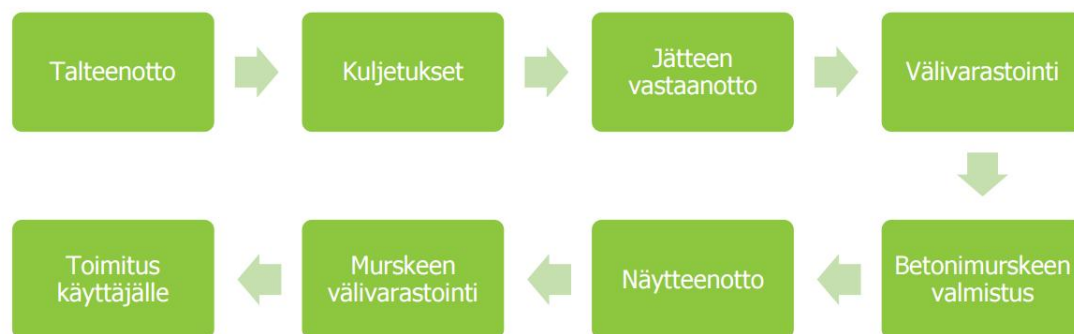 Talteenotto
Kuljetukset
Jätteen
vastaanotto
Välivarastointi
Betonimurskeen
valmistus
Näytteenotto
Murskeen
välivarastointi
Toimitus
käyttäjälle